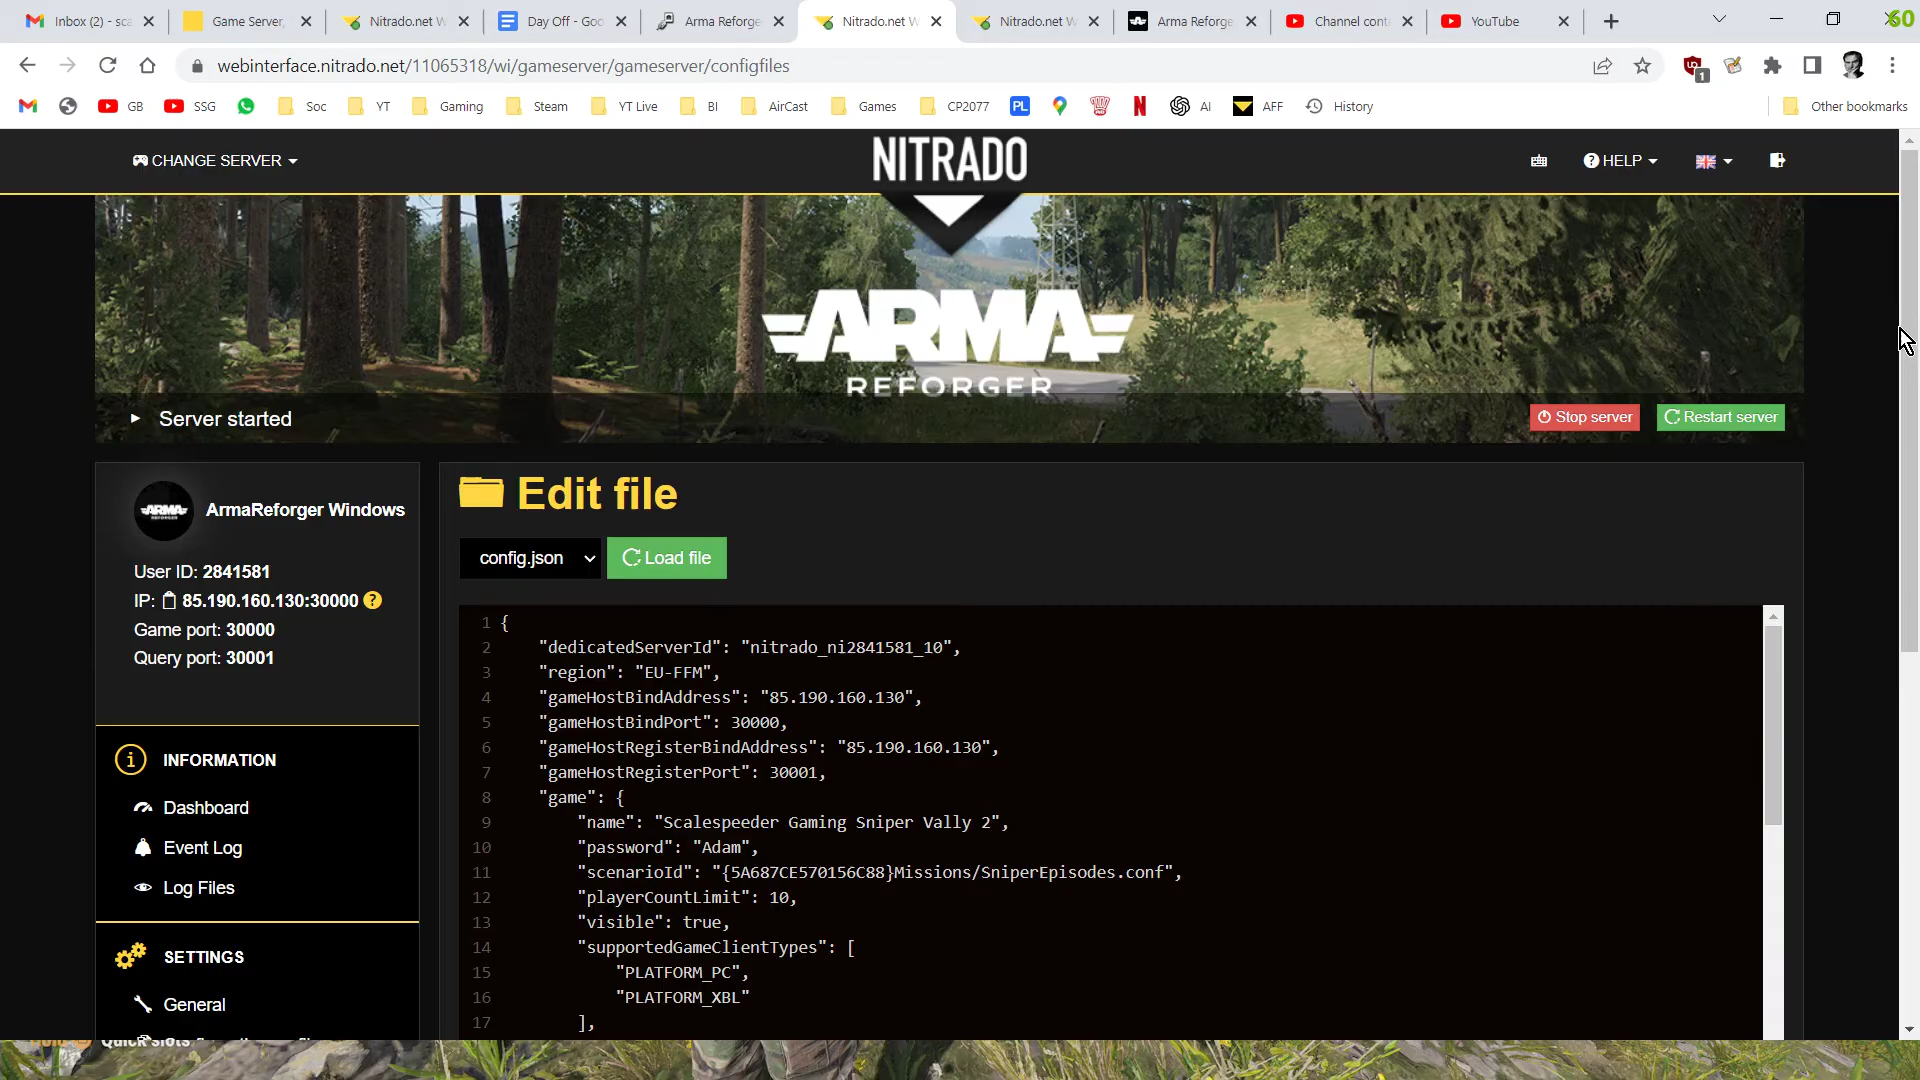 Inbox (2) - sca
Game Server,
Nitrado.net W
Day Off - Goo
Arma Reforge
Nitrado.net W
Nitrado.net W
Arma Reforge
Channel cont
YouTube
60
webinterface.nitrado.net/11065318/wi/gameserver/gameserver/configfiles
1
GB
SSG
Soc
YT
Gaming
Steam
YT Live
BI
AirCast
Games
CP2077
PL
AI
AFF
History
Other bookmarks
CHANGE SERVER
NITRADO
HELP
ARMA
REFORGER
Server started
Stop server
Restart server
ARMA
REFORGER
ArmaReforger Windows
User ID: 2841581
IP: 85.190.160.130:30000 ?
Game port: 30000
Query port: 30001
INFORMATION
Dashboard
Event Log
Log Files
SETTINGS
General
Edit file
config.json
Load file
1 {
2 "dedicatedServerId": "nitrado_ni2841581_10",
3 "region": "EU-FFM",
4 "gameHostBindAddress": "85.190.160.130",
5 "gameHostBindPort": 30000,
6 "gameHostRegisterBindAddress": "85.190.160.130",
7 "gameHostRegisterPort": 30001,
8 "game": {
9 "name": "Scalespeeder Gaming Sniper Vally 2",
10 "password": "Adam",
11 "scenarioId": "{5A687CE570156C88}Missions/SniperEpisodes.conf",
12 "playerCountLimit": 10,
13 "visible": true,
14 "supportedGameClientTypes": [
15 "PLATFORM_PC",
16 "PLATFORM_XBL"
17 ],
Quick slots